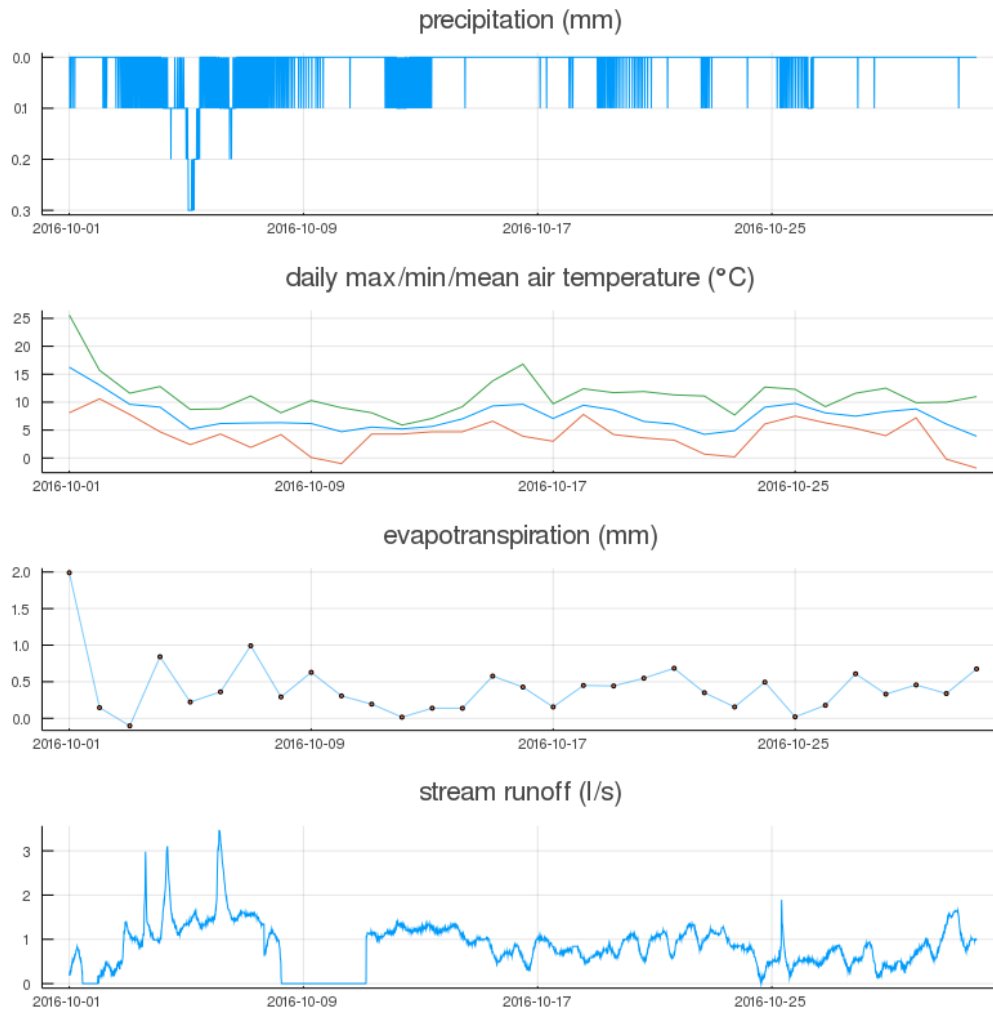 precipitation (mm)
0.0
0.1
0.2
0.3
2016-10-01 2016-10-09 2016-10-17 2016-10-25
daily max/min/mean air temperature (°C)
25
20
15
10
5
0
2016-10-01 2016-10-09 2016-10-17 2016-10-25
evapotranspiration (mm)
2.0
1.5
1.0
0.5
0.0
2016-10-01 2016-10-09 2016-10-17 2016-10-25
stream runoff (l/s)
3
2
1
0
2016-10-01 2016-10-09 2016-10-17 2016-10-25